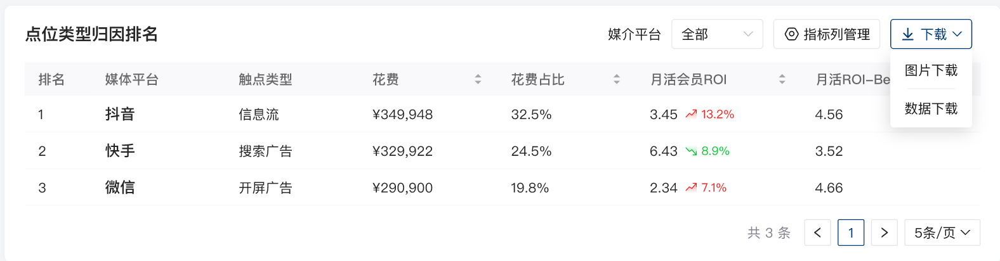 点位类型归因排名 媒介平台 全部 指标列管理 下载
图片下载
数据下载
排名 媒体平台 触点类型 花费 花费占比 月活会员ROI 月活ROI-Be
1 抖音 信息流 ¥349,948 32.5% 3.45 13.2% 4.56
2 快手 搜索广告 ¥329,922 24.5% 6.43 8.9% 3.52
3 微信 开屏广告 ¥290,900 19.8% 2.34 7.1% 4.66
共 3 条 < 1 > 5条/页